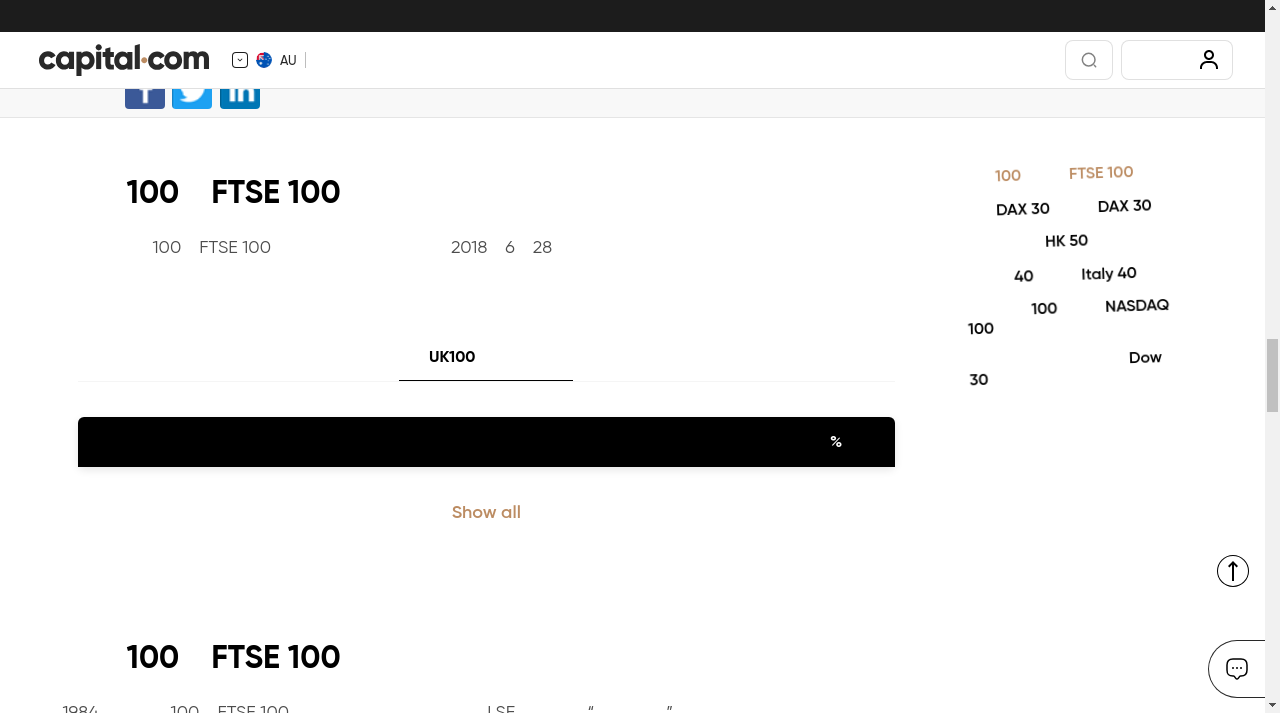 capital.com
AU
100 FTSE 100
100 FTSE 100 2018 6 28
UK100
%
Show all
100 FTSE 100
1984 100 FTSE 100 LSE “ ”
100 FTSE 100
DAX 30 DAX 30
HK 50
40 Italy 40
100 NASDAQ
100
Dow
30